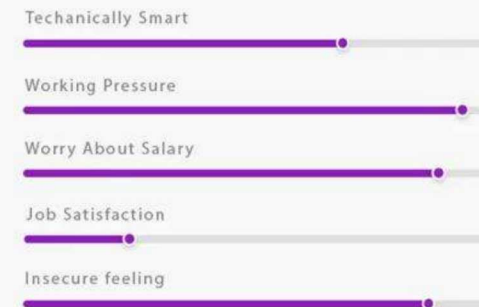 Techanically Smart
Working Pressure
Worry About Salary
Job Satisfaction
Insecure feeling